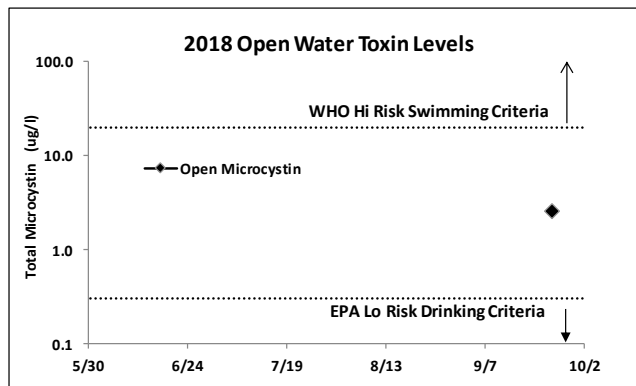 2018 Open Water Toxin Levels
100.0
WHO Hi Risk Swimming Criteria
10.0
Open Microcystin
Total Microcystin (ug/l)
1.0
EPA Lo Risk Drinking Criteria
0.1
5/30 6/24 7/19 8/13 9/7 10/2